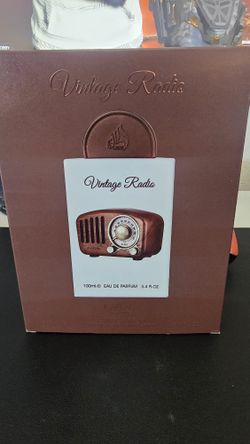 Vintage Radio
Vintage Radio
100ml ℮ EAU DE PARFUM 3.4 FL.OZ